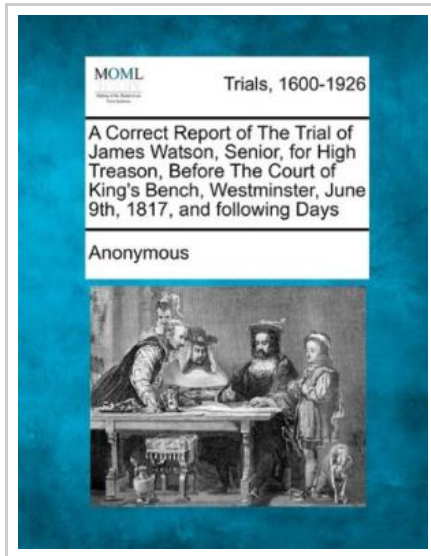 MOML
Trials, 1600-1926
A Correct Report of The Trial of
James Watson, Senior, for High
Treason, Before The Court of
King's Bench, Westminster, June
9th, 1817, and following Days
Anonymous